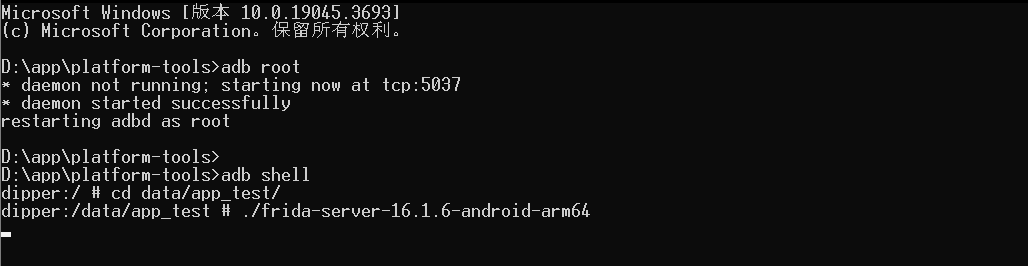 Microsoft Windows [版本 10.0.19045.3693]
(c) Microsoft Corporation。保留所有权利。
D:\app\platform-tools>adb root
* daemon not running; starting now at tcp:5037
* daemon started successfully
restarting adbd as root
D:\app\platform-tools>
D:\app\platform-tools>adb shell
dipper:/ # cd data/app_test/
dipper:/data/app_test # ./frida-server-16.1.6-android-arm64